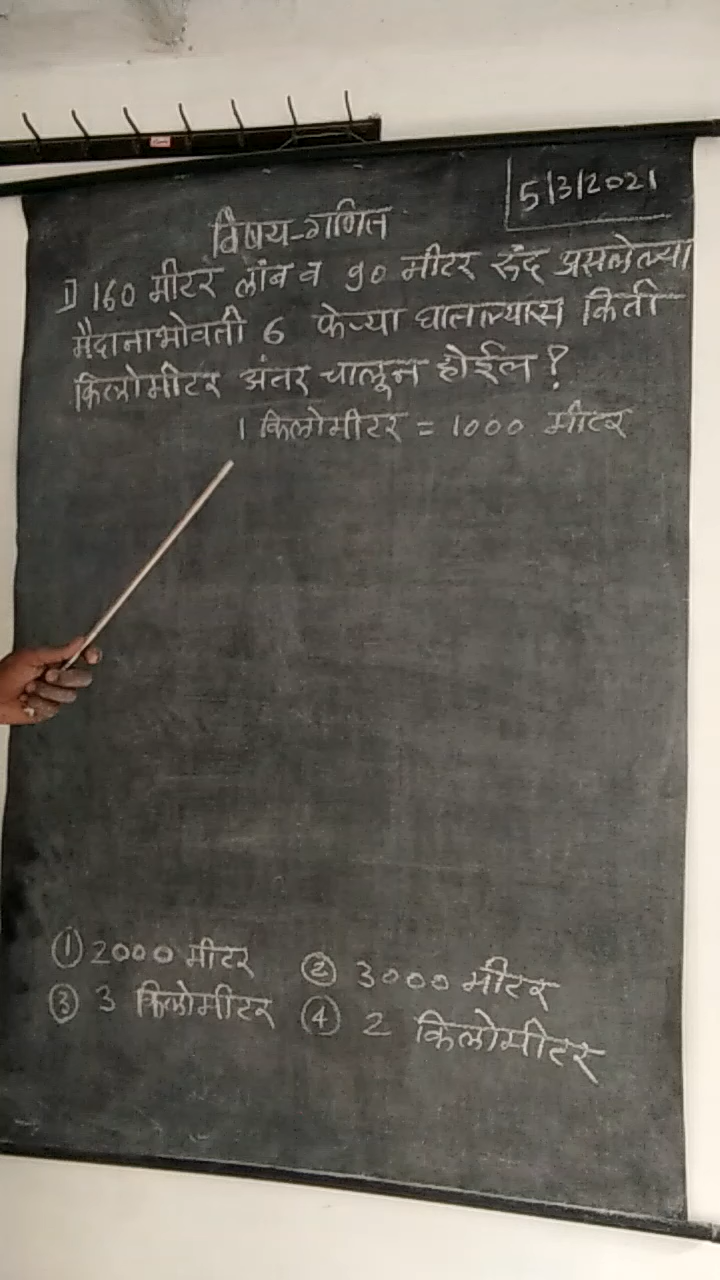 5/3/2021
विषय-गणित
1) 160 मीटर लांब व 90 मीटर रुंद असलेल्या
मैदानाभोवती 6 फेऱ्या घातल्यास किती
किलोमीटर अंतर चालून होईल ?
1 किलोमीटर = 1000 मीटर
① 2000 मीटर ② 3000 मीटर
③ 3 किलोमीटर ④ 2 किलोमीटर